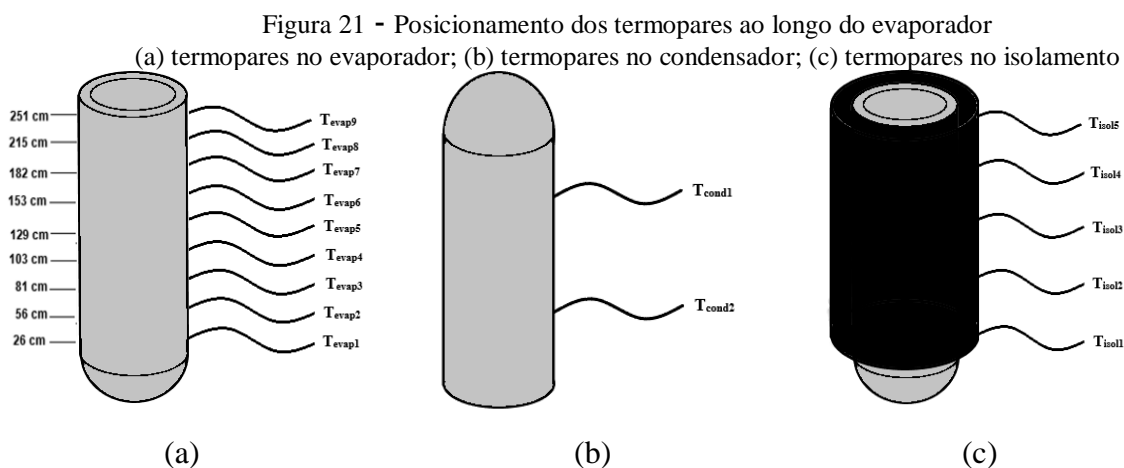 Figura 21 - Posicionamento dos termopares ao longo do evaporador
(a) termopares no evaporador; (b) termopares no condensador; (c) termopares no isolamento
251 cm
215 cm
182 cm
153 cm
129 cm
103 cm
81 cm
56 cm
26 cm
Tevap9
Tevap8
Tevap7
Tevap6
Tevap5
Tevap4
Tevap3
Tevap2
Tevap1
Tcond1
Tcond2
Tisol5
Tisol4
Tisol3
Tisol2
Tisol1
(a) (b) (c)